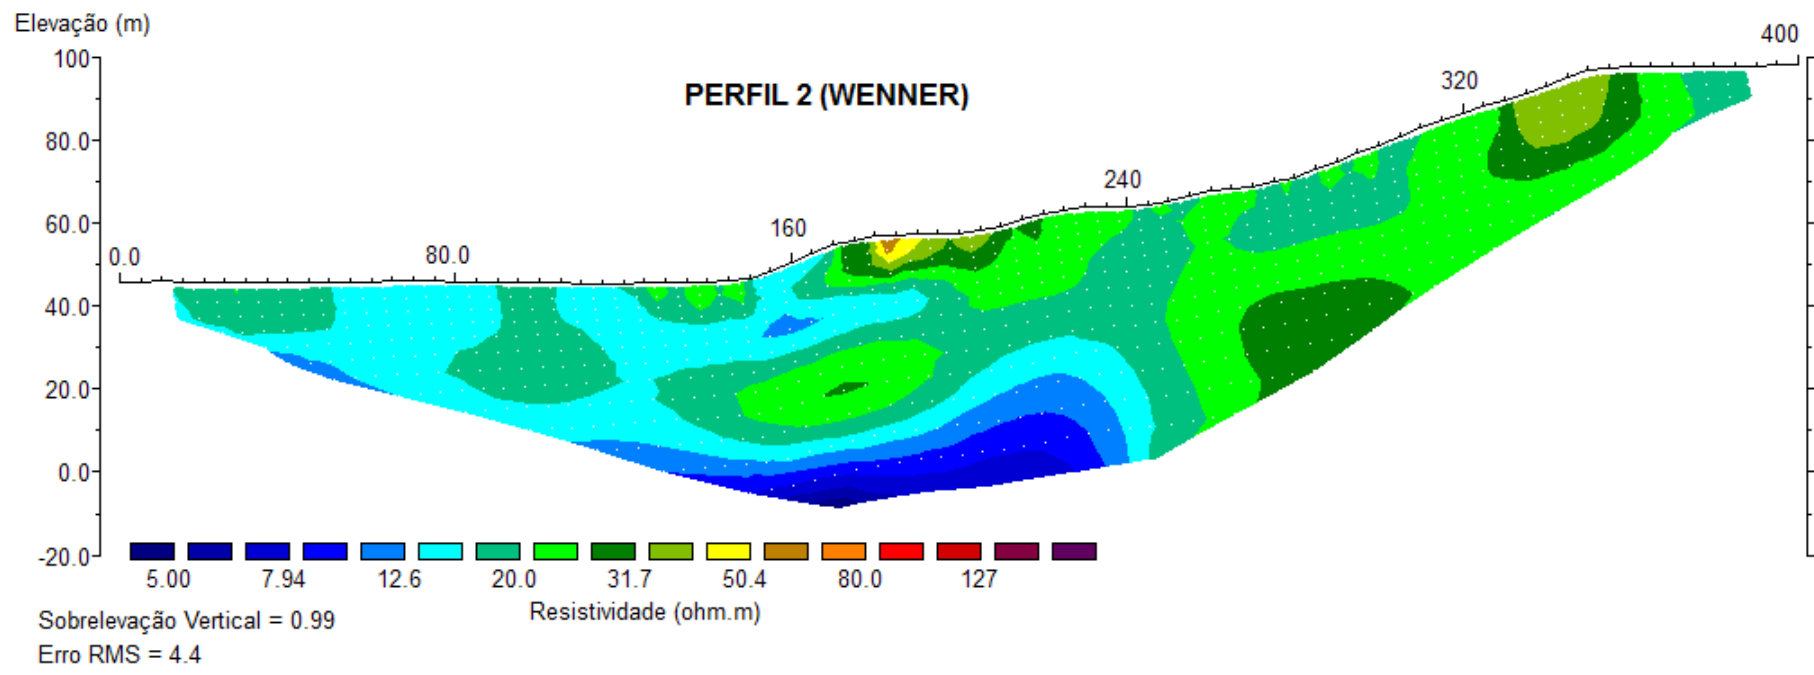 Elevação (m)
PERFIL 2 (WENNER)
400
100
320
80.0
240
60.0
160
0.0
80.0
40.0
20.0
0.0
-20.0
5.00 7.94 12.6 20.0 31.7 50.4 80.0 127
Resistividade (ohm.m)
Sobrelevação Vertical = 0.99
Erro RMS = 4.4